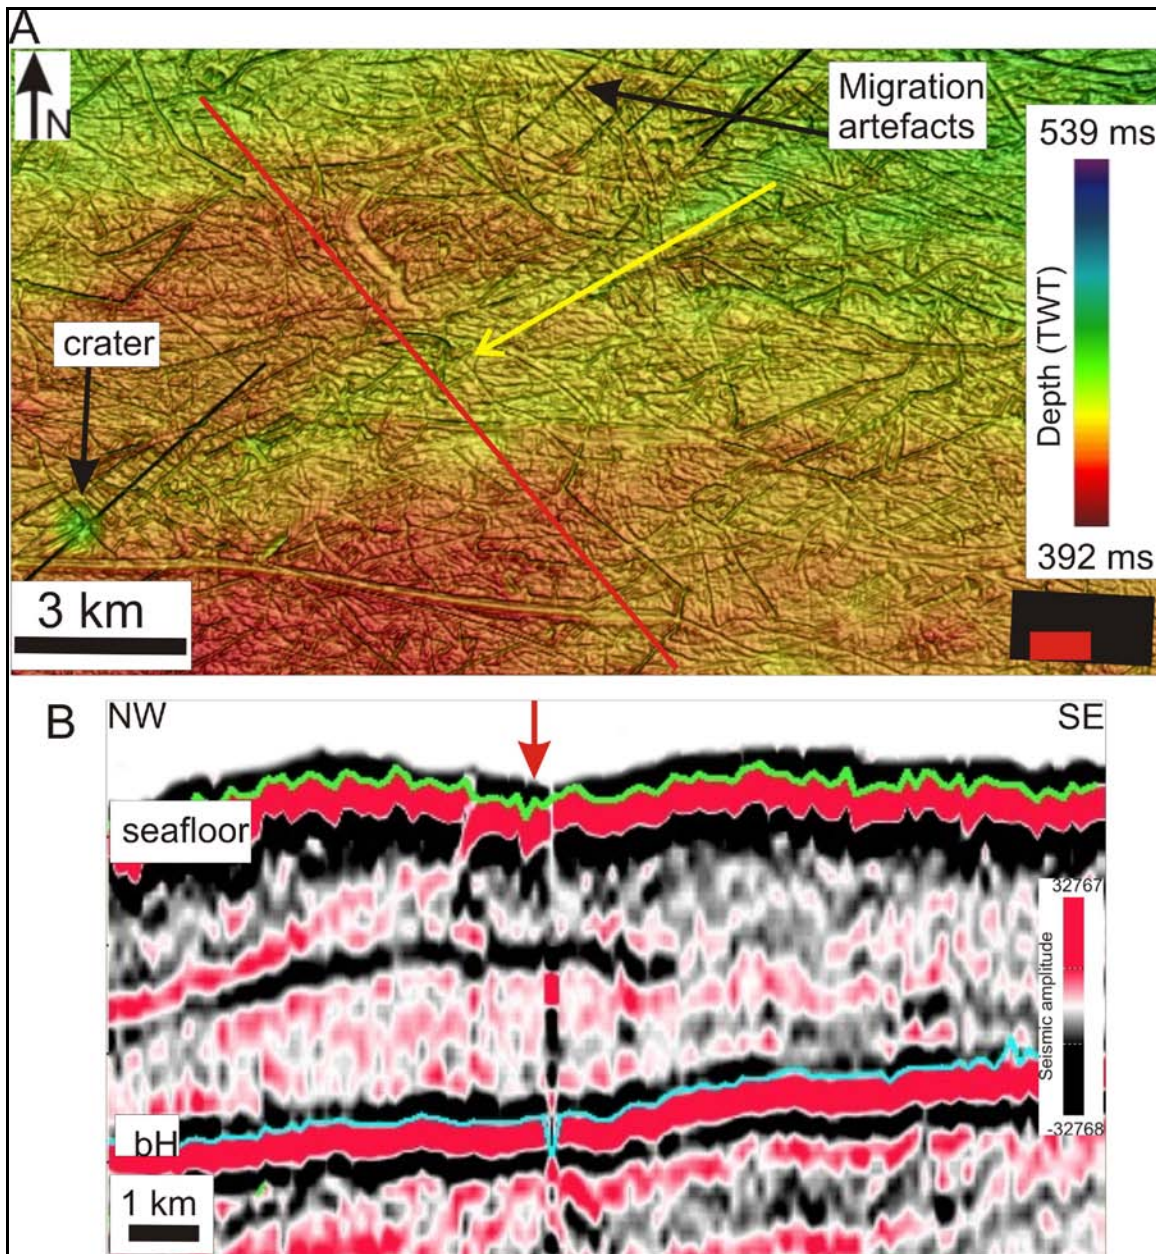 A
N
Migration
artefacts
539 ms
Depth (TWT)
392 ms
crater
3 km
B
NW
SE
seafloor
32767
Seismic amplitude
-32768
bH
1 km